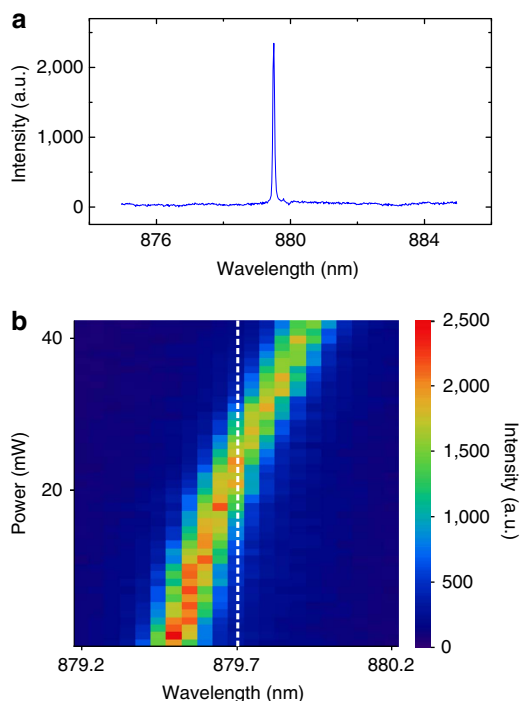 a
2,000
1,000
0
Intensity (a.u.)
876
880
884
Wavelength (nm)
b
40
20
Power (mW)
879.2
879.7
880.2
Wavelength (nm)
2,500
2,000
1,500
1,000
500
0
Intensity (a.u.)